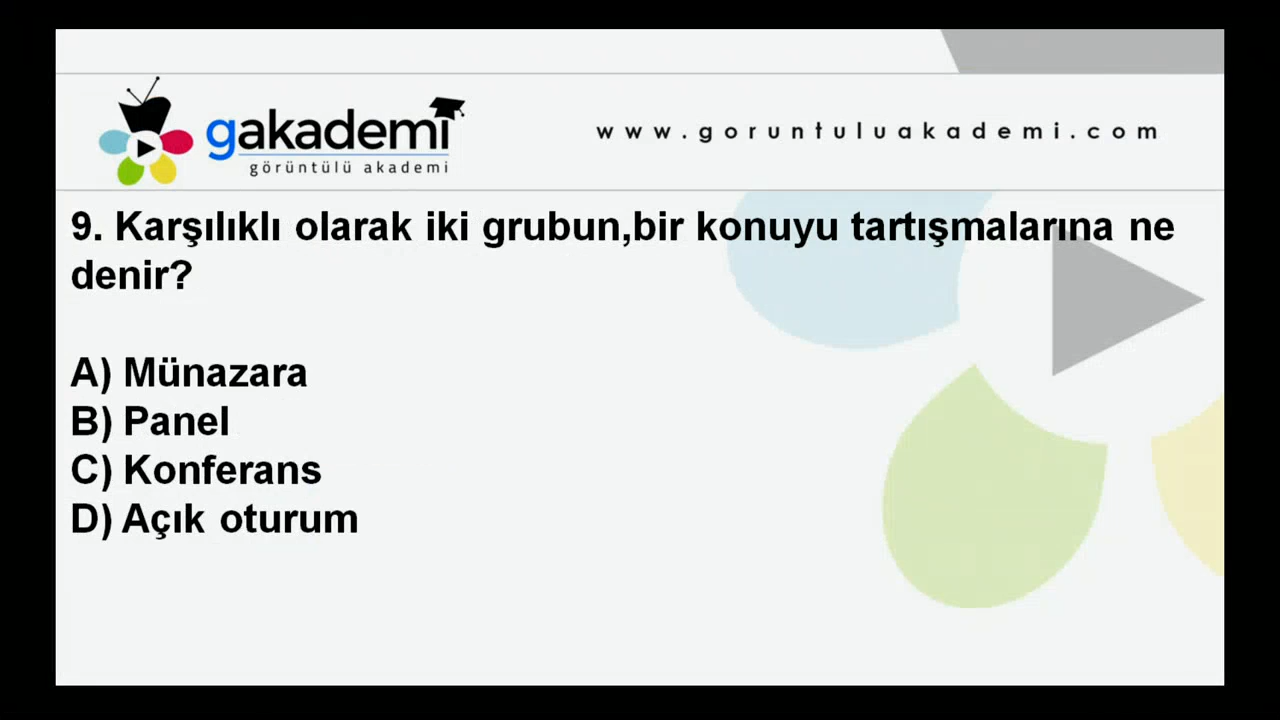 gakademi
görüntülü akademi
www.goruntuluakademi.com
9. Karşılıklı olarak iki grubun,bir konuyu tartışmalarına ne
denir?
A) Münazara
B) Panel
C) Konferans
D) Açık oturum